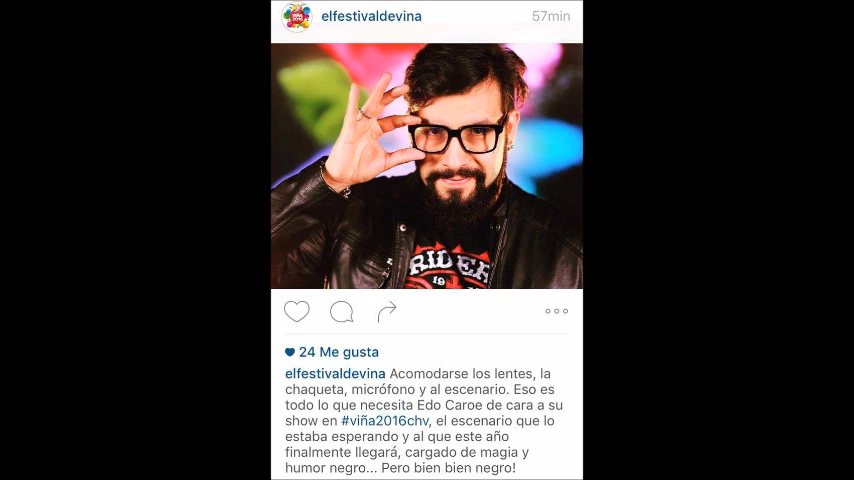 elfestivaldevina
57min
RIDER
19
24 Me gusta
elfestivaldevina Acomodarse los lentes, la
chaqueta, micrófono y al escenario. Eso es
todo lo que necesita Edo Caroe de cara a su
show en #viña2016chv, el escenario que lo
estaba esperando y al que este año
finalmente llegará, cargado de magia y
humor negro... Pero bien bien negro!